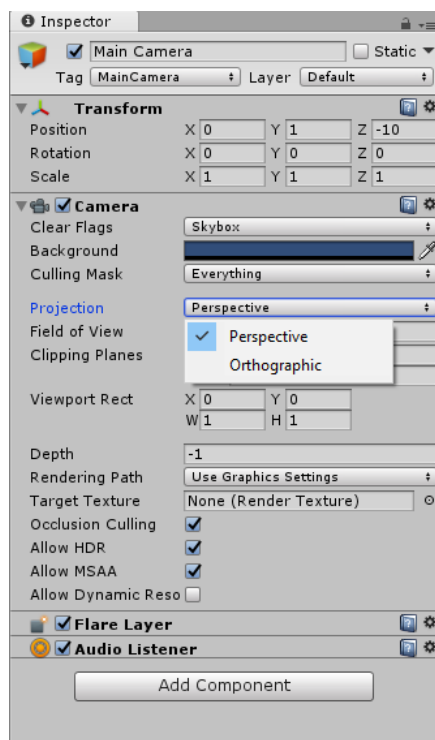 Inspector
Main Camera Static
Tag MainCamera Layer Default
Transform
Position X 0 Y 1 Z -10
Rotation X 0 Y 0 Z 0
Scale X 1 Y 1 Z 1
Camera
Clear Flags Skybox
Background
Culling Mask Everything
Projection Perspective
Field of View Perspective
Clipping Planes Orthographic
Viewport Rect X 0 Y 0
W 1 H 1
Depth -1
Rendering Path Use Graphics Settings
Target Texture None (Render Texture)
Occlusion Culling
Allow HDR
Allow MSAA
Allow Dynamic Reso
Flare Layer
Audio Listener
Add Component